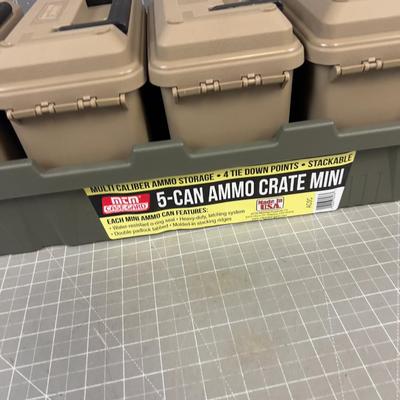 MULTI CALIBER AMMO STORAGE • 4 TIE DOWN POINTS • STACKABLE
MTM
CASE-GARD
5-CAN AMMO CRATE MINI
EACH MINI AMMO CAN FEATURES:
• Water-resistant o-ring seal • Heavy-duty, latching system
• Double padlock tabbed • Molded in stacking ridges
Made in
U.S.A.